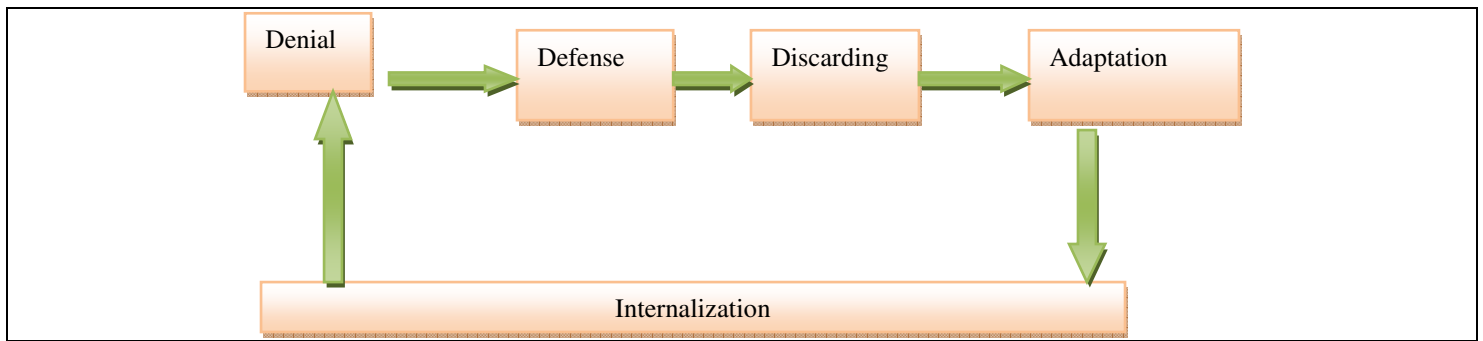 Denial
Defense
Discarding
Adaptation
Internalization